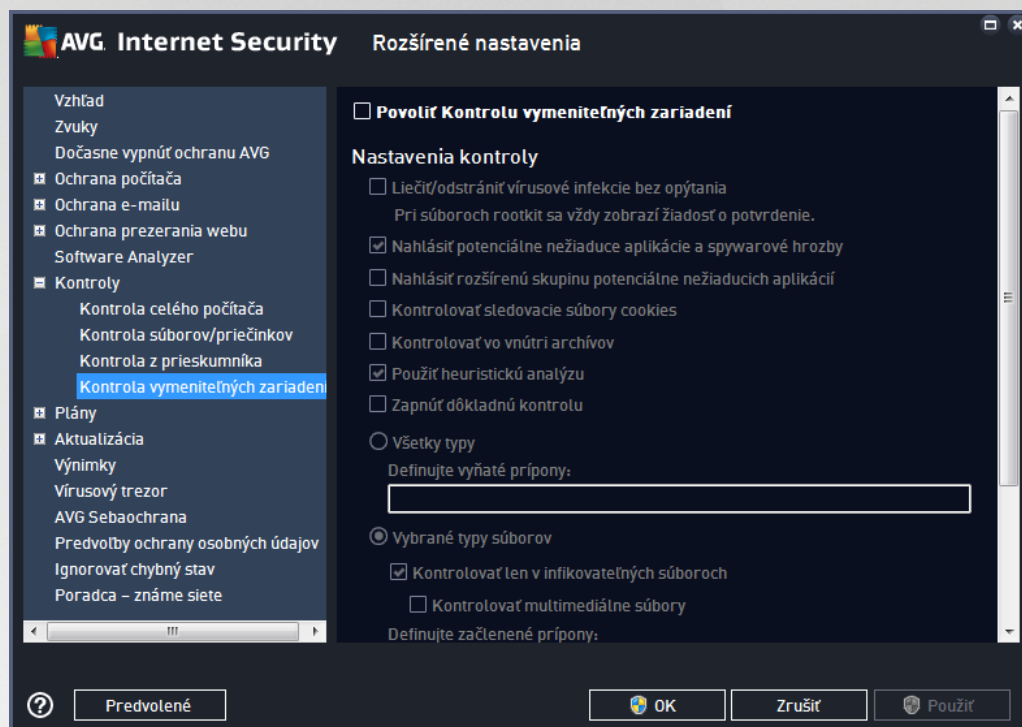 AVG. Internet Security
Rozšírené nastavenia
Vzhľad
Zvuky
Dočasne vypnúť ochranu AVG
Ochrana počítača
Ochrana e-mailu
Ochrana prezerania webu
Software Analyzer
Kontroly
Kontrola celého počítača
Kontrola súborov/priečinkov
Kontrola z prieskumníka
Kontrola vymeniteľných zariadení
Plány
Aktualizácia
Výnimky
Vírusový trezor
AVG Sebaochrana
Predvoľby ochrany osobných údajov
Ignorovať chybný stav
Poradca – známe siete
Povoliť Kontrolu vymeniteľných zariadení
Nastavenia kontroly
Liečiť/odstrániť vírusové infekcie bez opýtania
Pri súboroch rootkit sa vždy zobrazí žiadosť o potvrdenie.
Nahlásiť potenciálne nežiaduce aplikácie a spywarové hrozby
Nahlásiť rozšírenú skupinu potenciálne nežiaducich aplikácií
Kontrolovať sledovacie súbory cookies
Kontrolovať vo vnútri archívov
Použiť heuristickú analýzu
Zapnúť dôkladnú kontrolu
Všetky typy
Definujte vyňaté prípony:
Vybrané typy súborov
Kontrolovať len v infikovateľných súboroch
Kontrolovať multimediálne súbory
Definujte začlenené prípony:
Predvolené
OK
Zrušiť
Použiť